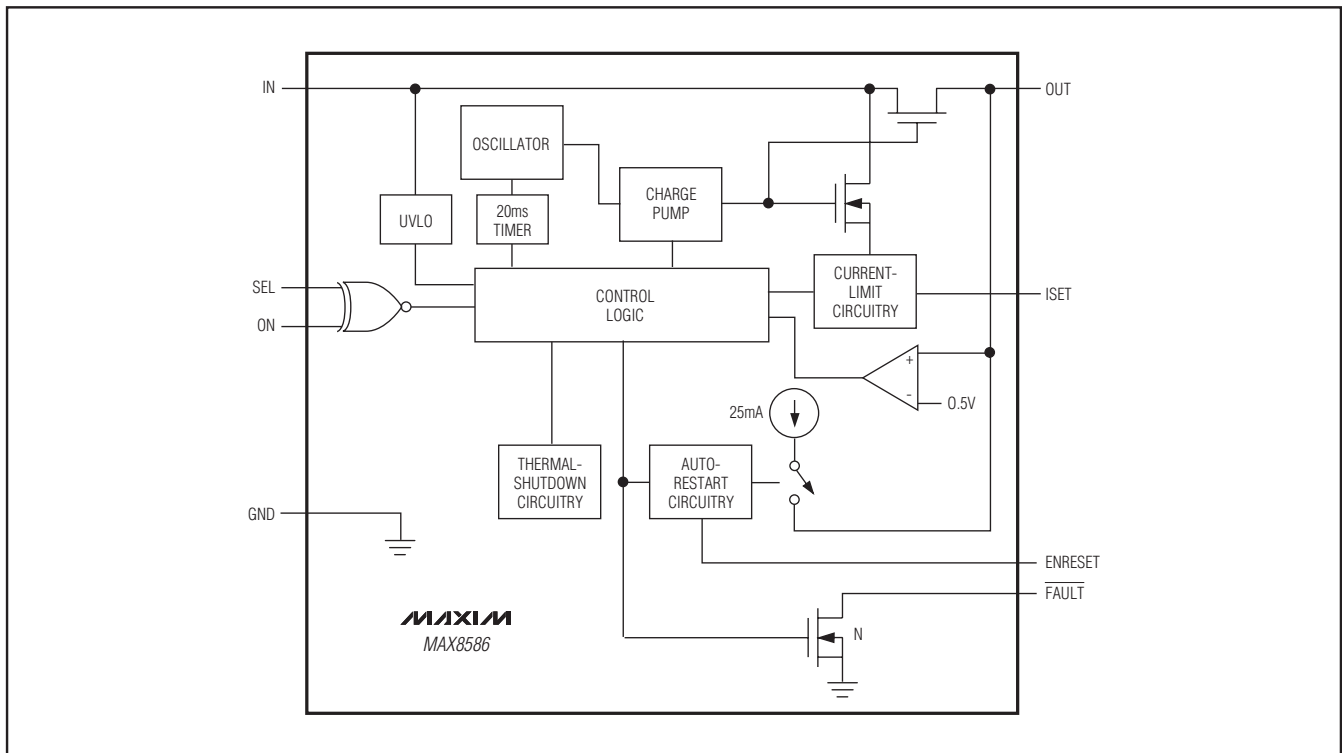 IN
OUT
OSCILLATOR
CHARGE
PUMP
UVLO
20ms
TIMER
SEL
ON
CONTROL
LOGIC
CURRENT-
LIMIT
CIRCUITRY
ISET
+
-
0.5V
25mA
THERMAL-
SHUTDOWN
CIRCUITRY
AUTO-
RESTART
CIRCUITRY
GND
ENRESET
FAULT
N
MAXIM
MAX8586